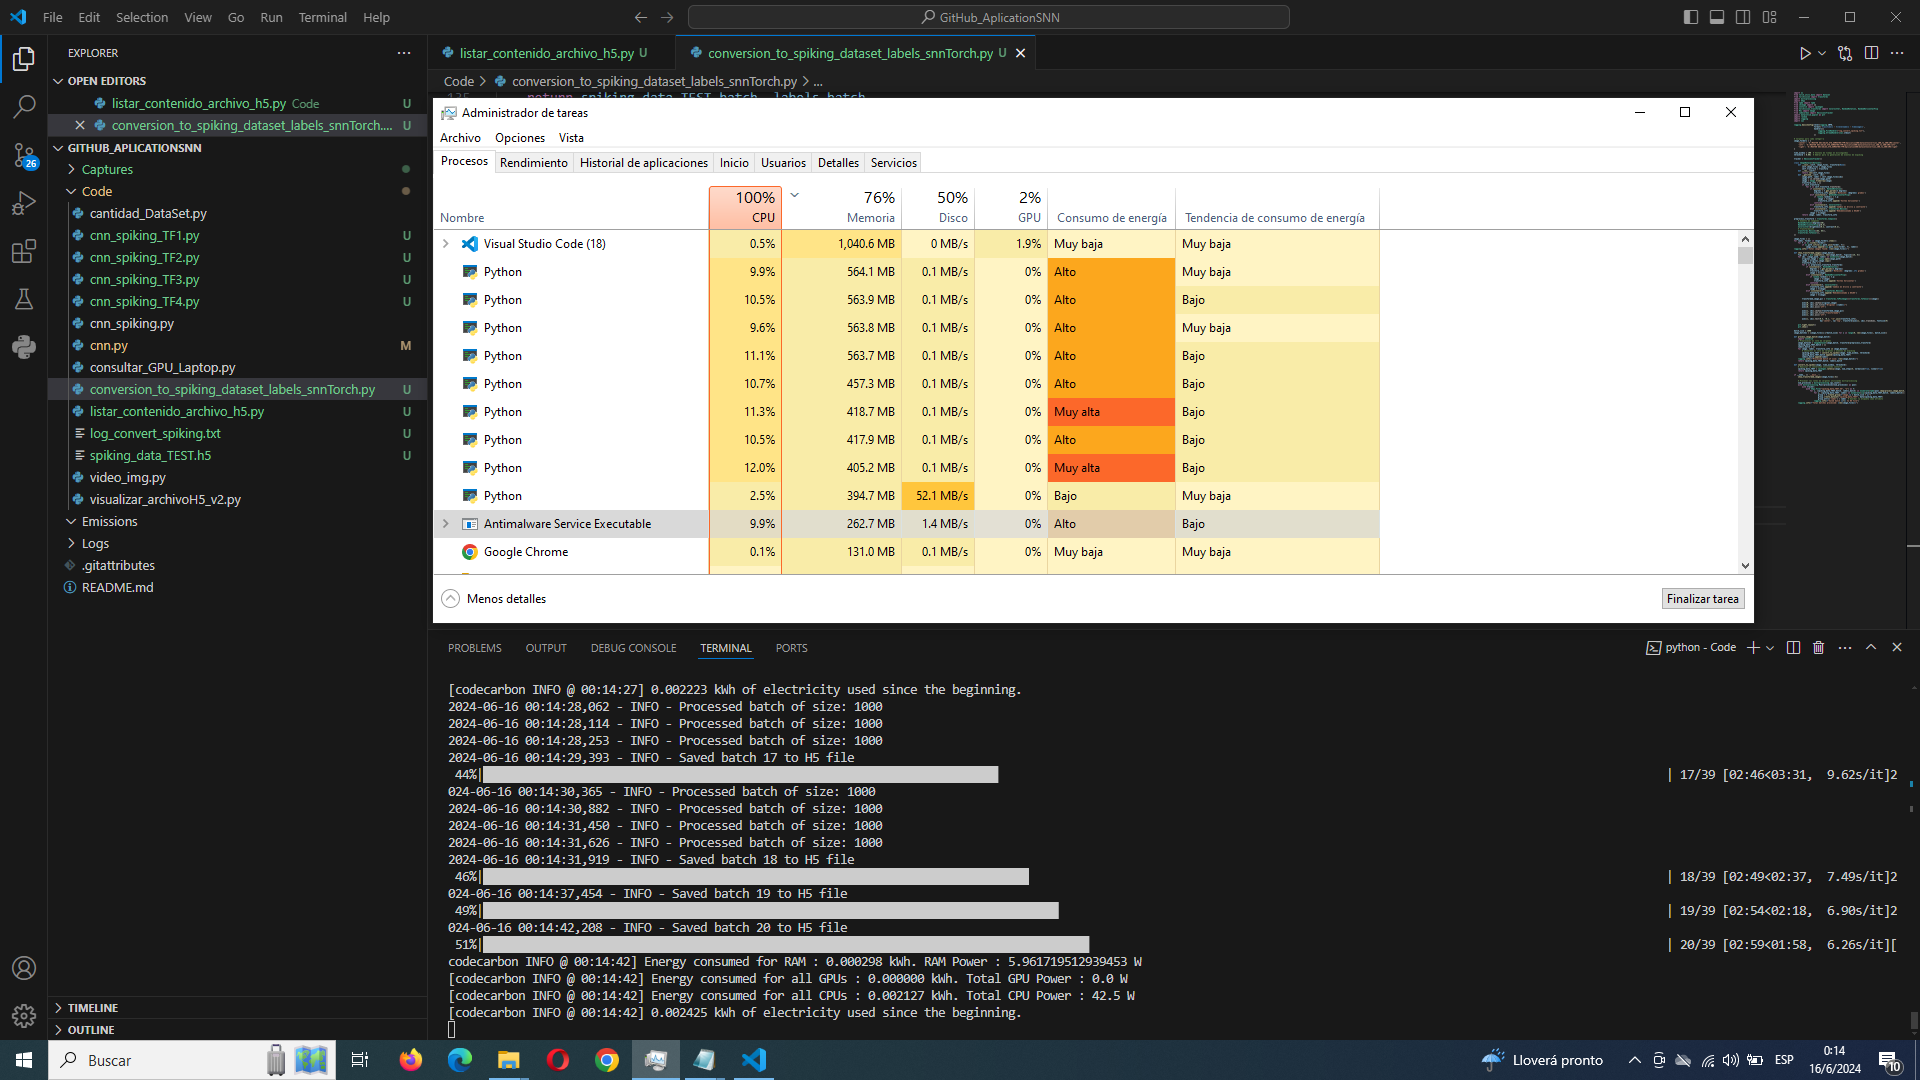 File Edit Selection View Go Run Terminal Help
GitHub_AplicationSNN
EXPLORER
OPEN EDITORS
listar_contenido_archivo_h5.py Code U
conversion_to_spiking_dataset_labels_snnTorch.... U
GITHUB_APLICATIONSNN
Captures
Code
cantidad_DataSet.py
cnn_spiking_TF1.py U
cnn_spiking_TF2.py U
cnn_spiking_TF3.py U
cnn_spiking_TF4.py U
cnn_spiking.py
cnn.py M
consultar_GPU_Laptop.py
conversion_to_spiking_dataset_labels_snnTorch.py U
listar_contenido_archivo_h5.py U
log_convert_spiking.txt U
spiking_data_TEST.h5 U
video_img.py
visualizar_archivoH5_v2.py
Emissions
Logs
.gitattributes
README.md
TIMELINE
OUTLINE
26
listar_contenido_archivo_h5.py U
conversion_to_spiking_dataset_labels_snnTorch.py U
Code > conversion_to_spiking_dataset_labels_snnTorch.py > ...
Administrador de tareas
Archivo Opciones Vista
Procesos Rendimiento Historial de aplicaciones Inicio Usuarios Detalles Servicios
100% 76% 50% 2%
Nombre CPU Memoria Disco GPU Consumo de energía Tendencia de consumo de energía
Visual Studio Code (18) 0.5% 1,040.6 MB 0 MB/s 1.9% Muy baja Muy baja
Python 9.9% 564.1 MB 0.1 MB/s 0% Alto Muy baja
Python 10.5% 563.9 MB 0.1 MB/s 0% Alto Bajo
Python 9.6% 563.8 MB 0.1 MB/s 0% Alto Muy baja
Python 11.1% 563.7 MB 0.1 MB/s 0% Alto Bajo
Python 10.7% 457.3 MB 0.1 MB/s 0% Alto Bajo
Python 11.3% 418.7 MB 0.1 MB/s 0% Muy alta Bajo
Python 10.5% 417.9 MB 0.1 MB/s 0% Alto Bajo
Python 12.0% 405.2 MB 0.1 MB/s 0% Muy alta Bajo
Python 2.5% 394.7 MB 52.1 MB/s 0% Bajo Muy baja
Antimalware Service Executable 9.9% 262.7 MB 1.4 MB/s 0% Alto Bajo
Google Chrome 0.1% 131.0 MB 0.1 MB/s 0% Muy baja Muy baja
Menos detalles
Finalizar tarea
PROBLEMS OUTPUT DEBUG CONSOLE TERMINAL PORTS
python - Code
[codecarbon INFO @ 00:14:27] 0.002223 kWh of electricity used since the beginning.
2024-06-16 00:14:28,062 - INFO - Processed batch of size: 1000
2024-06-16 00:14:28,114 - INFO - Processed batch of size: 1000
2024-06-16 00:14:28,253 - INFO - Processed batch of size: 1000
2024-06-16 00:14:29,393 - INFO - Saved batch 17 to H5 file
44%| | 17/39 [02:46<03:31, 9.62s/it]2
024-06-16 00:14:30,365 - INFO - Processed batch of size: 1000
2024-06-16 00:14:30,882 - INFO - Processed batch of size: 1000
2024-06-16 00:14:31,450 - INFO - Processed batch of size: 1000
2024-06-16 00:14:31,626 - INFO - Processed batch of size: 1000
2024-06-16 00:14:31,919 - INFO - Saved batch 18 to H5 file
46%| | 18/39 [02:49<02:37, 7.49s/it]2
024-06-16 00:14:37,454 - INFO - Saved batch 19 to H5 file
49%| | 19/39 [02:54<02:18, 6.90s/it]2
024-06-16 00:14:42,208 - INFO - Saved batch 20 to H5 file
51%| | 20/39 [02:59<01:58, 6.26s/it][
codecarbon INFO @ 00:14:42] Energy consumed for RAM : 0.000298 kWh. RAM Power : 5.961719512939453 W
[codecarbon INFO @ 00:14:42] Energy consumed for all GPUs : 0.000000 kWh. Total GPU Power : 0.0 W
[codecarbon INFO @ 00:14:42] Energy consumed for all CPUs : 0.002127 kWh. Total CPU Power : 42.5 W
[codecarbon INFO @ 00:14:42] 0.002425 kWh of electricity used since the beginning.
Buscar
Lloverá pronto
ESP
0:14
16/6/2024
10